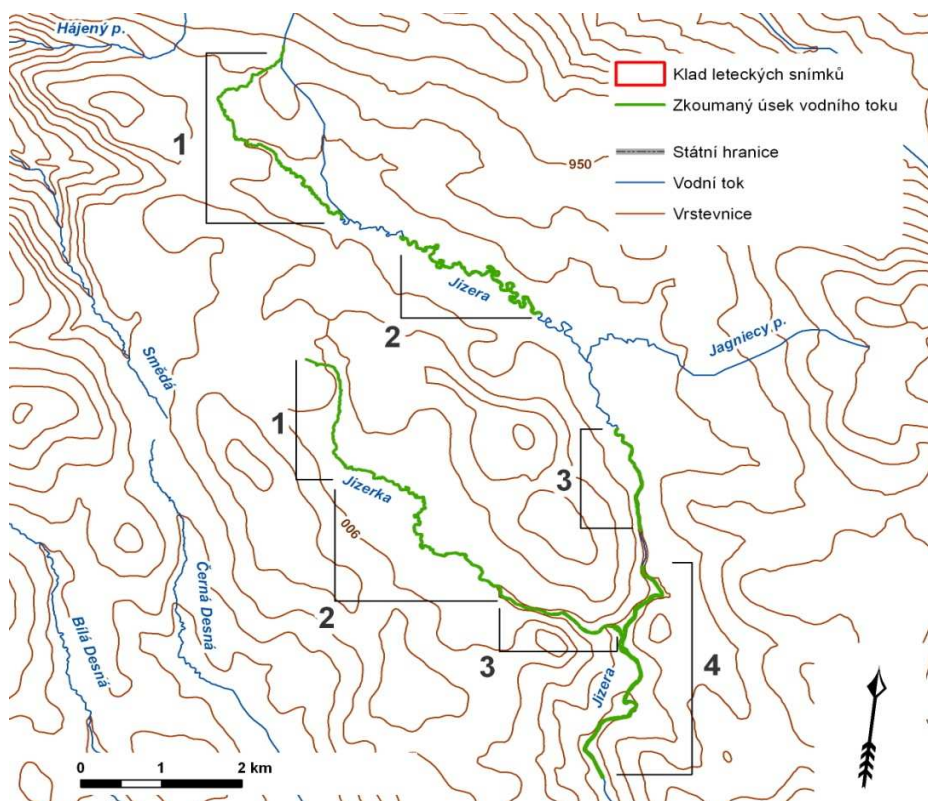 Hájený p.
Klad leteckých snímků
Zkoumaný úsek vodního toku
Státní hranice
Vodní tok
Vrstevnice
1
950
Jizera
2
Jagniecy p.
Smědá
1
Jizerka
3
900
Černá Desná
Bílá Desná
2
3
4
Jizera
0 1 2 km